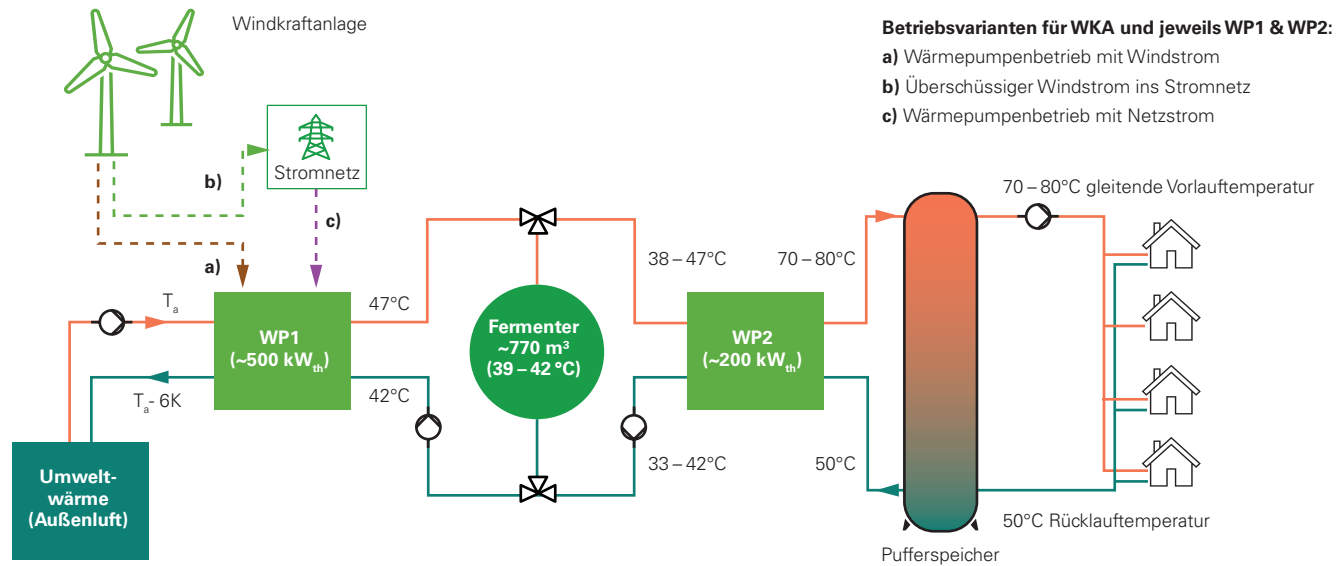 Windkraftanlage
Betriebsvarianten für WKA und jeweils WP1 & WP2:
a) Wärmepumpenbetrieb mit Windstrom
b) Überschüssiger Windstrom ins Stromnetz
c) Wärmepumpenbetrieb mit Netzstrom
Stromnetz
b)
c)
a)
70 – 80°C gleitende Vorlauftemperatur
Tₐ
47°C
38 – 47°C
70 – 80°C
WP1
(~500 kWₜₕ)
Fermenter
~770 m³
(39 – 42 °C)
WP2
(~200 kWₜₕ)
Tₐ- 6K
42°C
33 – 42°C
50°C
Umwelt-
wärme
(Außenluft)
50°C Rücklauftemperatur
Pufferspeicher